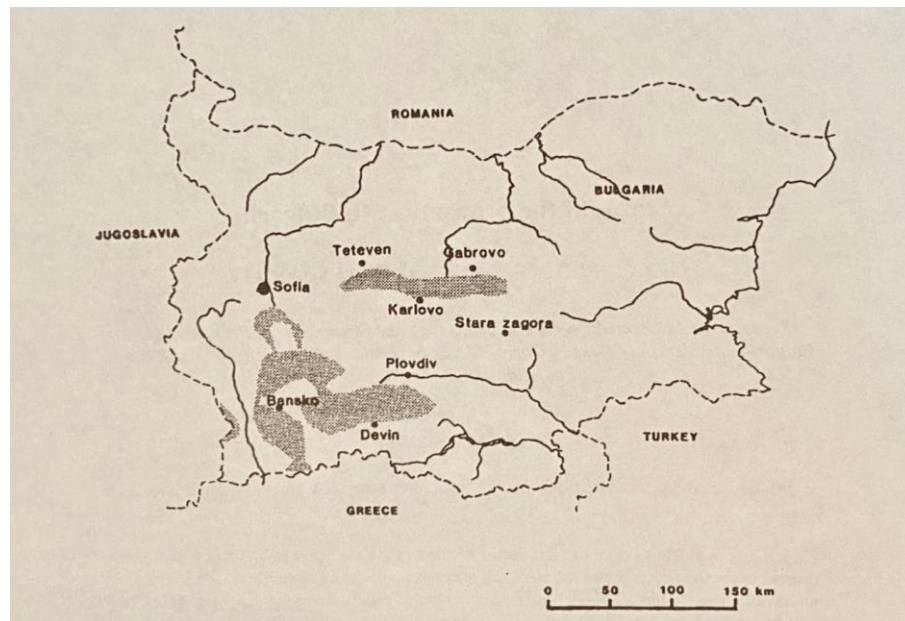 ROMANIA
BULGARIA
JUGOSLAVIA
Teteven
Gabrovo
Sofia
Karlovo
Stara zagora
Plovdiv
Bansko
Devin
TURKEY
GREECE
0 50 100 150 km